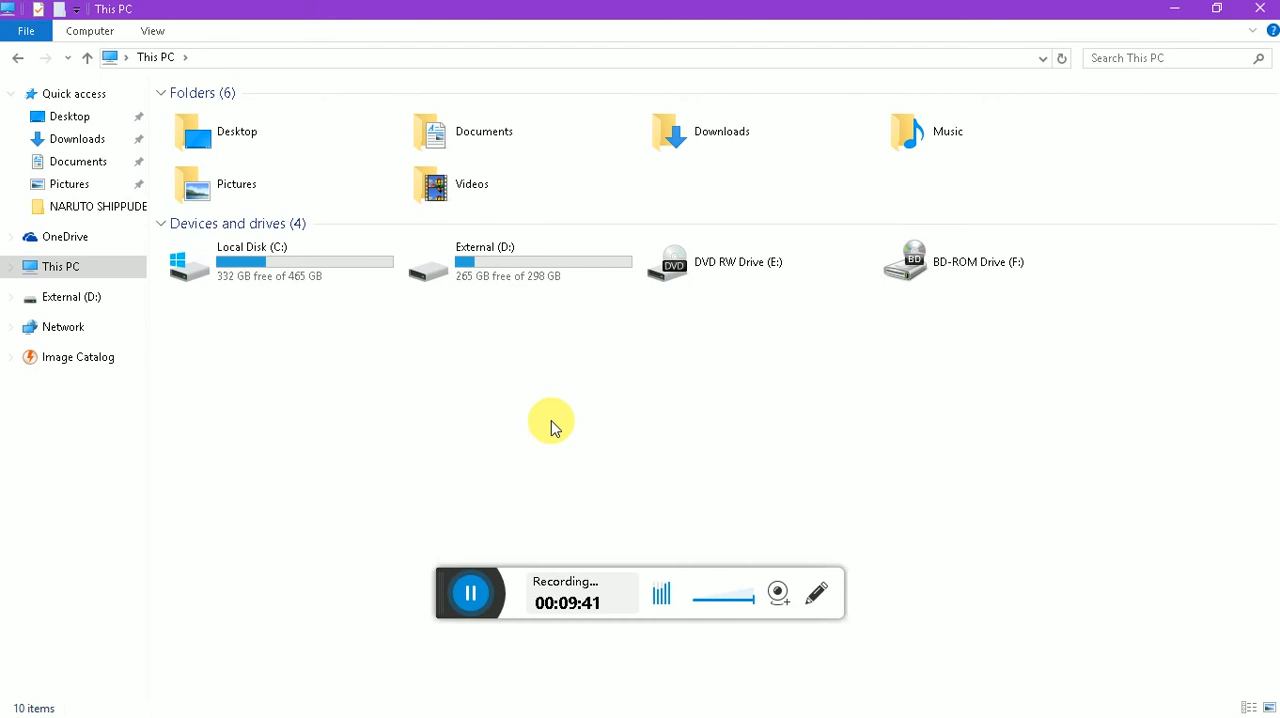 This PC
File Computer View
This PC
Search This PC
Quick access
Desktop
Downloads
Documents
Pictures
NARUTO SHIPPUDE
OneDrive
This PC
External (D:)
Network
Image Catalog
Folders (6)
Desktop
Documents
Downloads
Music
Pictures
Videos
Devices and drives (4)
Local Disk (C:)
332 GB free of 465 GB
External (D:)
265 GB free of 298 GB
DVD
DVD RW Drive (E:)
BD
BD-ROM Drive (F:)
Recording...
00:09:41
10 items